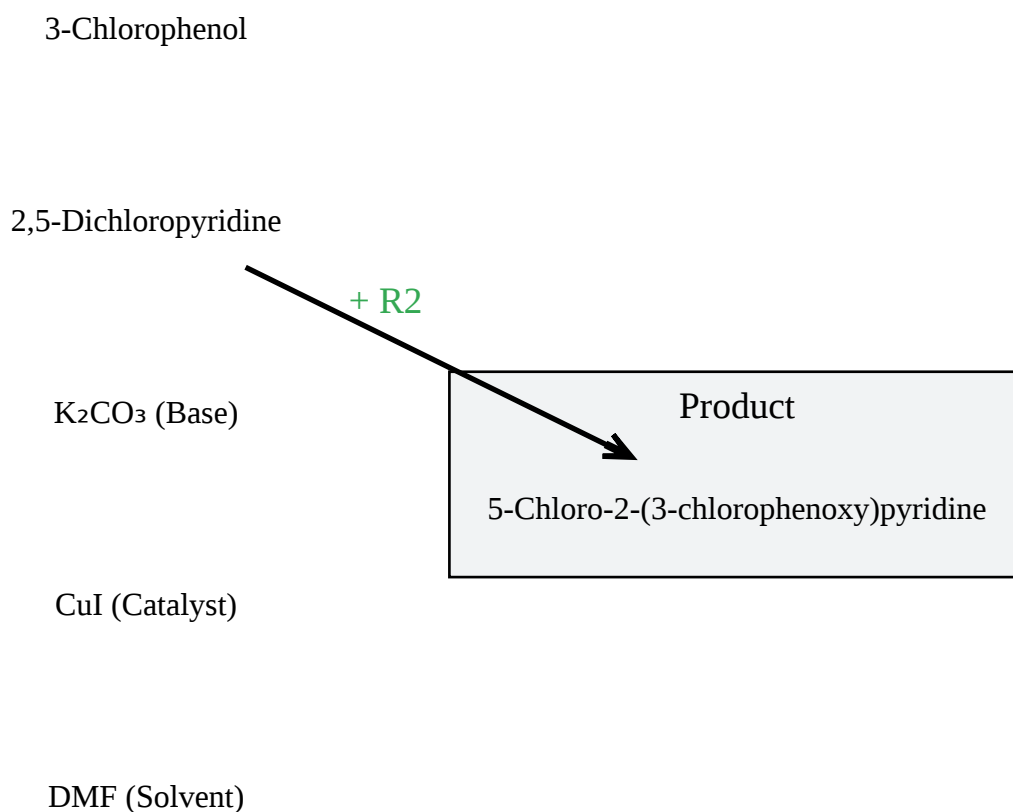 3-Chlorophenol
2,5-Dichloropyridine
+ R2
K₂CO₃ (Base)
Product
5-Chloro-2-(3-chlorophenoxy)pyridine
CuI (Catalyst)
DMF (Solvent)